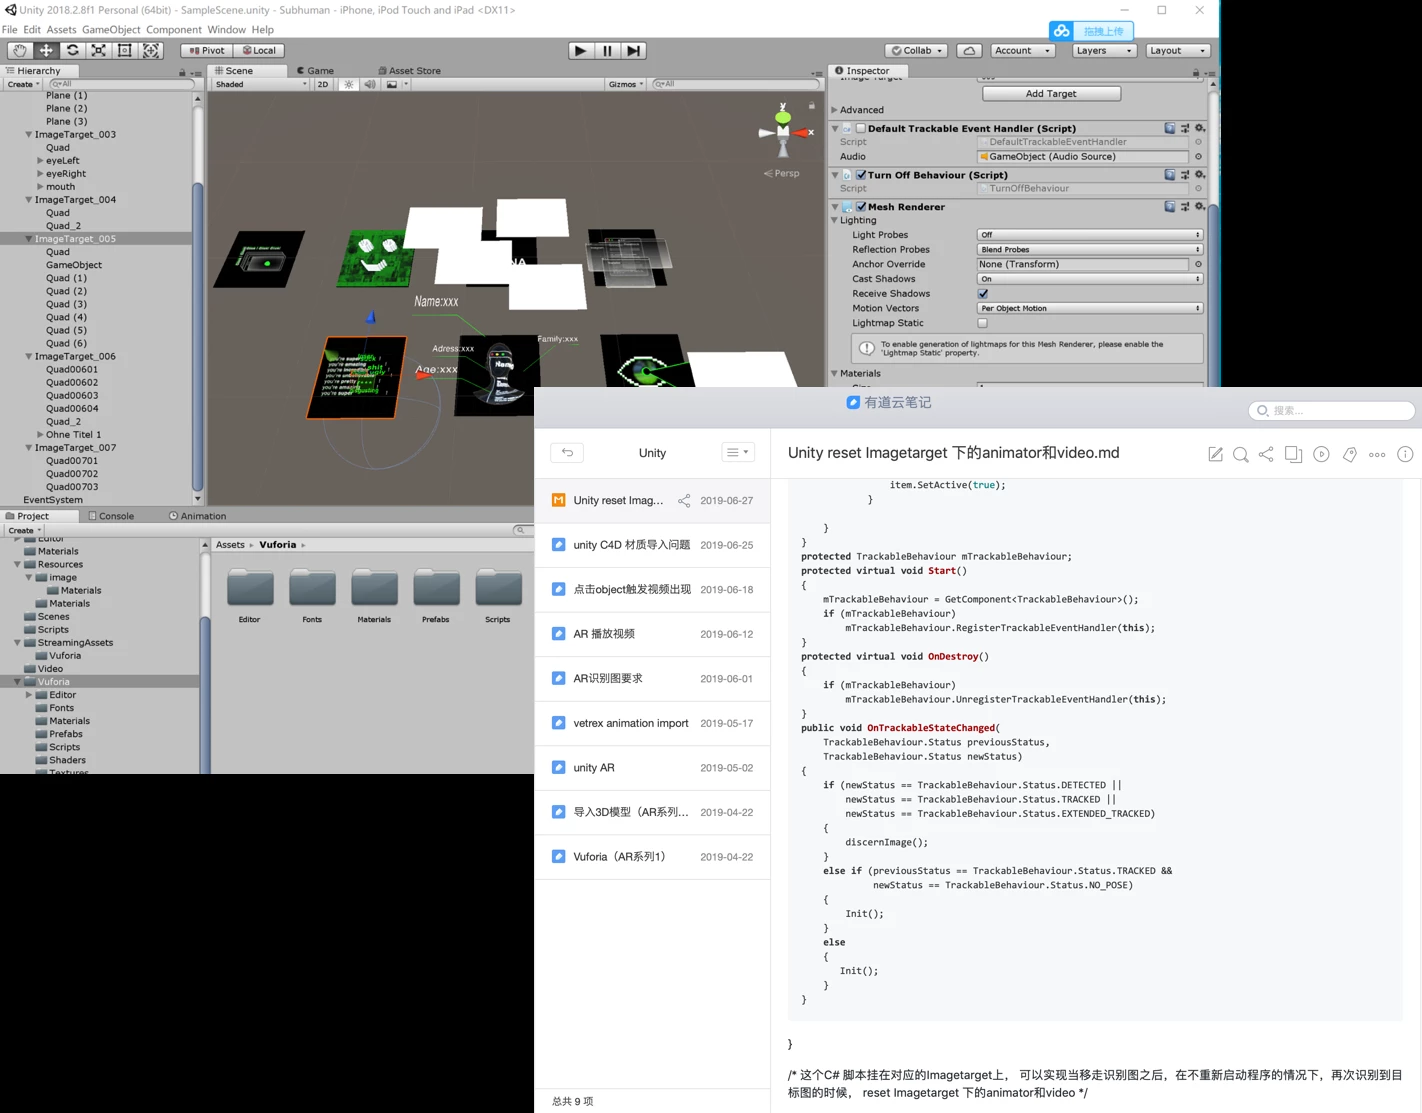 Unity 2018.2.8f1 Personal (64bit) - SampleScene.unity - Subhuman - iPhone, iPod Touch and iPad <DX11>
File Edit Assets GameObject Component Window Help
拖拽上传
Pivot Local Collab Account Layers Layout
Hierarchy
Create All
Plane (1)
Plane (2)
Plane (3)
ImageTarget_003
Quad
eyeLeft
eyeRight
mouth
ImageTarget_004
Quad
Quad_2
ImageTarget_005
Quad
GameObject
Quad (1)
Quad (2)
Quad (3)
Quad (4)
Quad (5)
Quad (6)
ImageTarget_006
Quad00601
Quad00602
Quad00603
Quad00604
Quad_2
Ohne Titel 1
ImageTarget_007
Quad00701
Quad00702
Quad00703
EventSystem
Scene Game Asset Store
Shaded 2D Gizmos All
y
x
Persp
NA
Name:xxx
Adress:xxx
Family:xxx
Age:xxx
Inspector
Image Target
Add Target
Advanced
Default Trackable Event Handler (Script)
Script DefaultTrackableEventHandler
Audio GameObject (Audio Source)
Turn Off Behaviour (Script)
Script TurnOffBehaviour
Mesh Renderer
Lighting
Light Probes Off
Reflection Probes Blend Probes
Anchor Override None (Transform)
Cast Shadows On
Receive Shadows
Motion Vectors Per Object Motion
Lightmap Static
To enable generation of lightmaps for this Mesh Renderer, please enable the
'Lightmap Static' property.
Materials
Project Console Animation
Create
Editor
Materials
Resources
image
Materials
Materials
Scenes
Scripts
StreamingAssets
Vuforia
Video
Vuforia
Editor
Fonts
Materials
Prefabs
Scripts
Shaders
Textures
Assets Vuforia
Editor Fonts Materials Prefabs Scripts
有道云笔记
搜索...
Unity
Unity reset Imag... 2019-06-27
unity C4D 材质导入问题 2019-06-25
点击object触发视频出现 2019-06-18
AR 播放视频 2019-06-12
AR识别图要求 2019-06-01
vetrex animation import 2019-05-17
unity AR 2019-05-02
导入3D模型（AR系列... 2019-04-22
Vuforia（AR系列1） 2019-04-22
共共 9 项
Unity reset Imagetarget 下的animator和video.md
item.SetActive(true);
}
}
}
protected TrackableBehaviour mTrackableBehaviour;
protected virtual void Start()
{
mTrackableBehaviour = GetComponent<TrackableBehaviour>();
if (mTrackableBehaviour)
mTrackableBehaviour.RegisterTrackableEventHandler(this);
}
protected virtual void OnDestroy()
{
if (mTrackableBehaviour)
mTrackableBehaviour.UnregisterTrackableEventHandler(this);
}
public void OnTrackableStateChanged(
TrackableBehaviour.Status previousStatus,
TrackableBehaviour.Status newStatus)
{
if (newStatus == TrackableBehaviour.Status.DETECTED ||
newStatus == TrackableBehaviour.Status.TRACKED ||
newStatus == TrackableBehaviour.Status.EXTENDED_TRACKED)
{
discernImage();
}
else if (previousStatus == TrackableBehaviour.Status.TRACKED &&
newStatus == TrackableBehaviour.Status.NO_POSE)
{
Init();
}
else
{
Init();
}
}
}
/* 这个C# 脚本挂在对应的Imagetarget上， 可以实现当移走识别图之后，在不重新启动程序的情况下，再次识别到目
标图的时候， reset Imagetarget 下的animator和video */